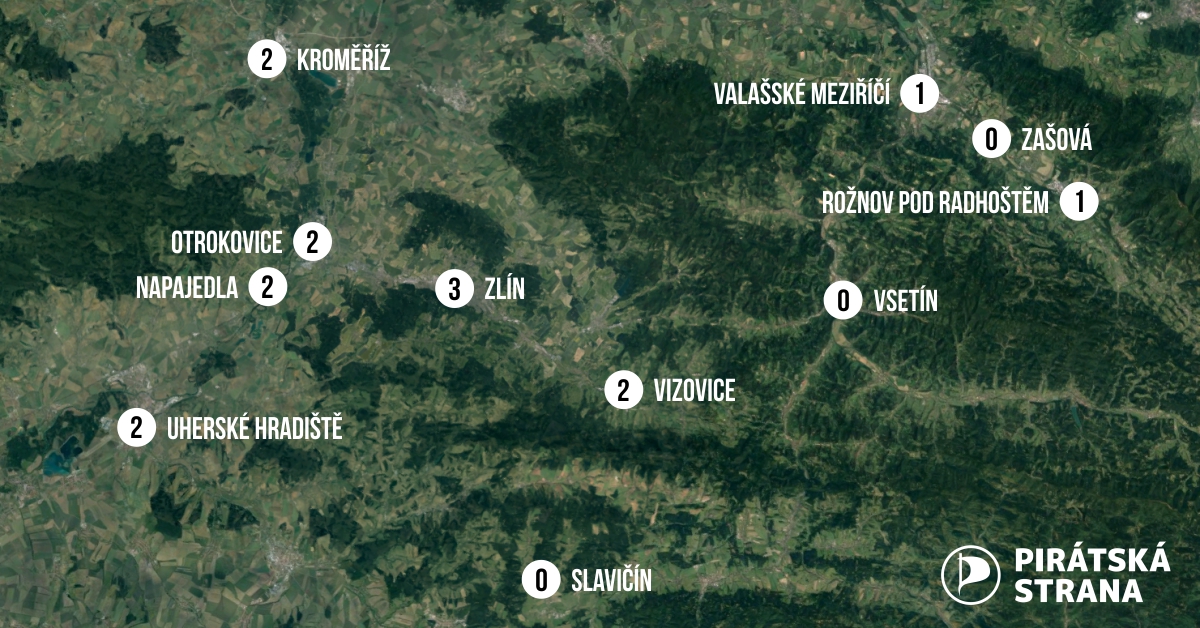 2 KROMĚŘÍŽ
VALAŠSKÉ MEZIŘÍČÍ 1
0 ZAŠOVÁ
ROŽNOV POD RADHOŠTĚM 1
OTROKOVICE 2
NAPAJEDLA 2
3 ZLÍN
0 VSETÍN
2 VIZOVICE
2 UHERSKÉ HRADIŠTĚ
0 SLAVIČÍN
PIRÁTSKÁ
STRANA